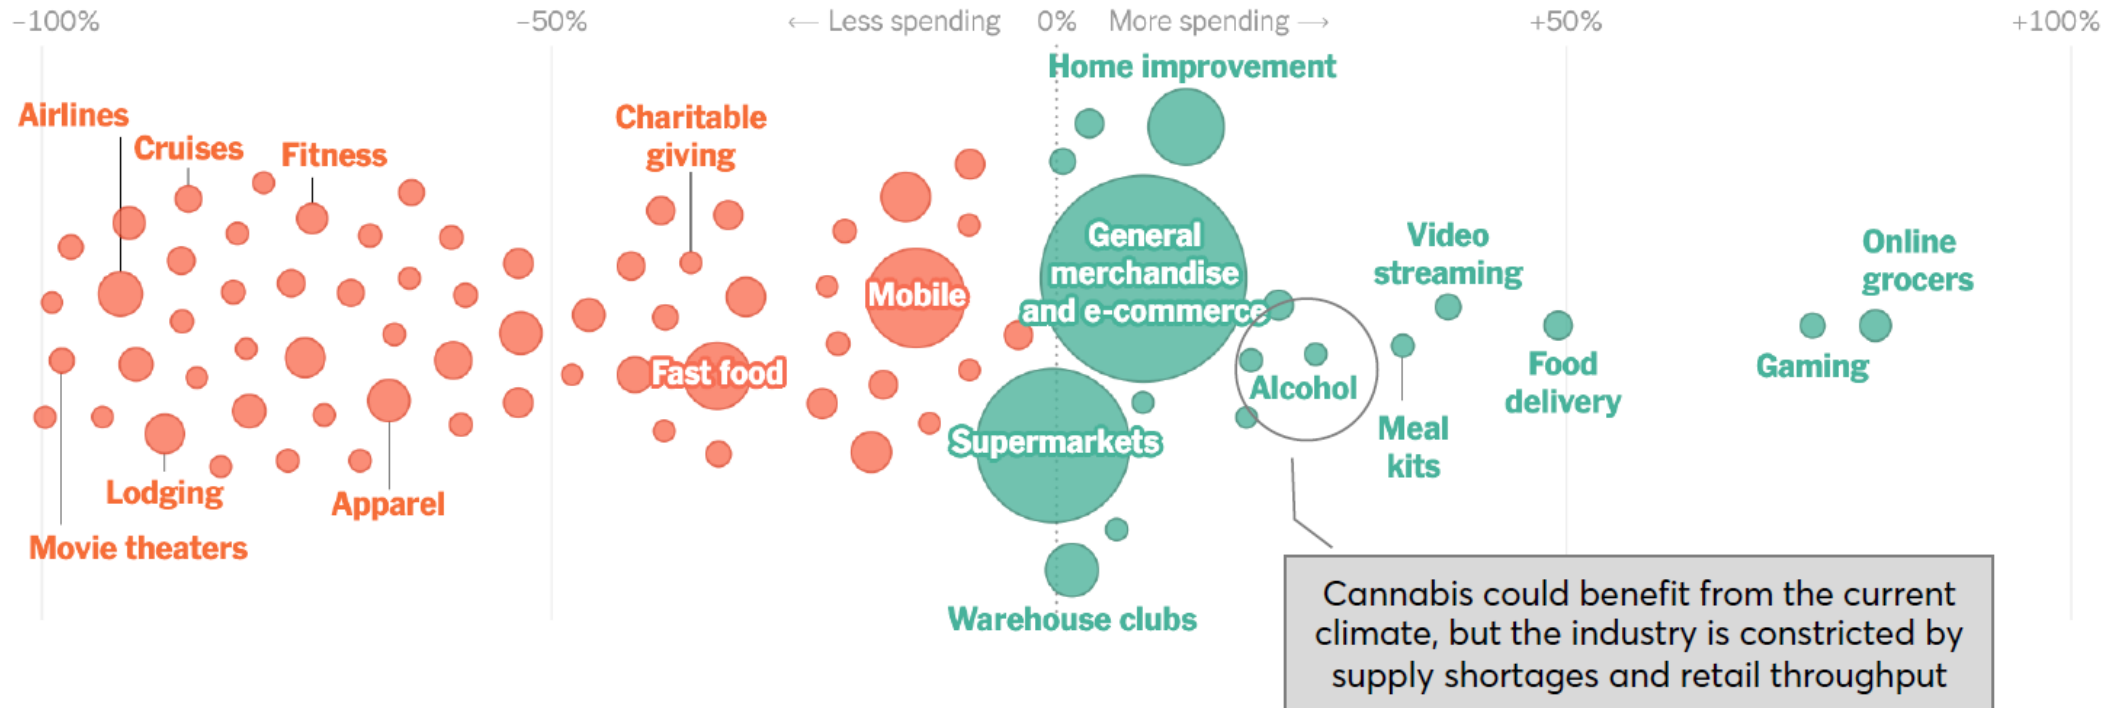 −100%
−50%
← Less spending
0%
More spending →
+50%
+100%
Home improvement
Airlines
Cruises
Fitness
Charitable
giving
General
merchandise
and e-commerce
Video
streaming
Online
grocers
Mobile
Fast food
Alcohol
Food
delivery
Gaming
Meal
kits
Supermarkets
Lodging
Apparel
Movie theaters
Warehouse clubs
Cannabis could benefit from the current
climate, but the industry is constricted by
supply shortages and retail throughput